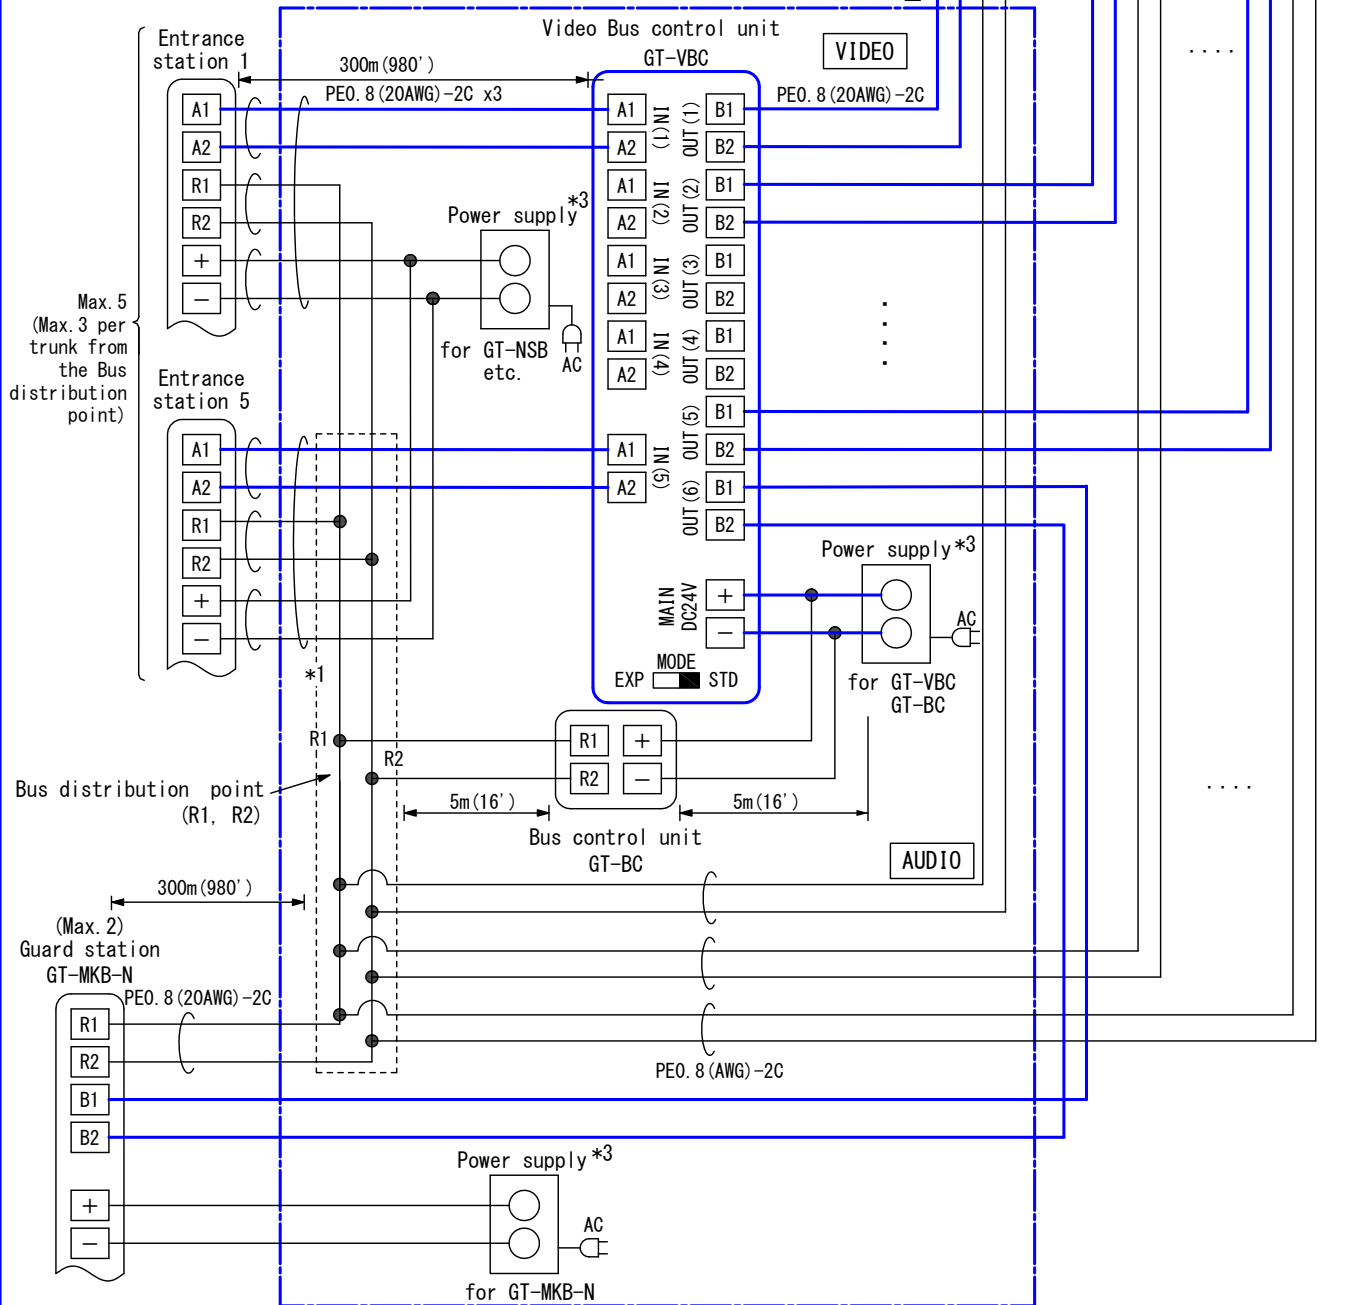 Video Bus control unit
GT-VBC
VIDEO
Entrance
station 1
300m(980')
PE0.8(20AWG)-2C x3
PE0.8(20AWG)-2C
A1
A2
R1
R2
+
−
A1
A2
IN(1)
A1
A2
IN(2)
A1
A2
IN(3)
A1
A2
IN(4)
A1
A2
IN(5)
OUT(1)
B1
B2
OUT(2)
B1
B2
OUT(3)
B1
B2
OUT(4)
B1
B2
OUT(5)
B1
B2
OUT(6)
B1
B2
Power supply*3
AC
for GT-NSB
etc.
Max.5
(Max.3 per
trunk from
the Bus
distribution
point)
Entrance
station 5
A1
A2
R1
R2
+
−
MAIN
DC24V
+
−
MODE
EXP
STD
Power supply*3
AC
for GT-VBC
GT-BC
*1
R1
R2
R1
+
R2
−
Bus distribution point
(R1, R2)
5m(16')
5m(16')
Bus control unit
GT-BC
AUDIO
300m(980')
(Max.2)
Guard station
GT-MKB-N
PE0.8(20AWG)-2C
R1
R2
B1
B2
+
−
PE0.8(AWG)-2C
Power supply*3
AC
for GT-MKB-N